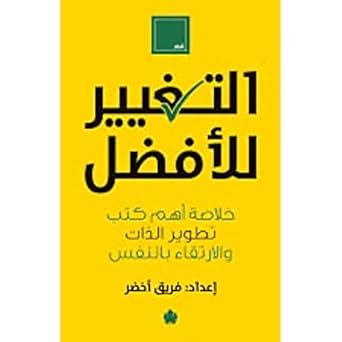 التغيير
للأفضل
خلاصة أهم كتب
تطوير الذات
والارتقاء بالنفس
إعداد: فريق أخضر